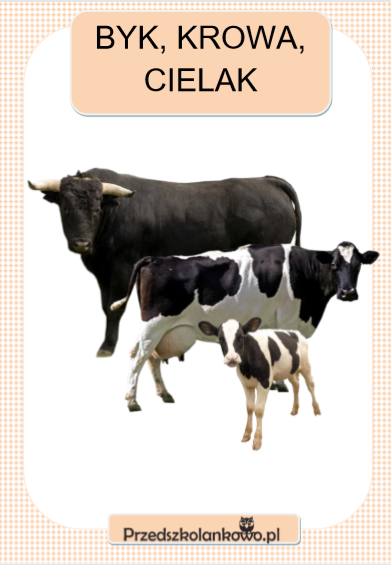 BYK, KROWA,
CIELAK
Przedszkolankowo.pl